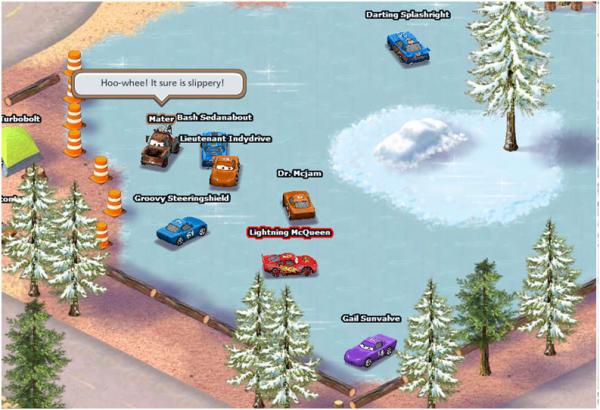 Darting Splashright
Hoo-whee! It sure is slippery!
Turbobolt
Mater
Bash Sedanabout
Lieutenant Indydrive
Dr. Mcjam
Groovy Steeringshield
Lightning McQueen
Gail Sunvalve